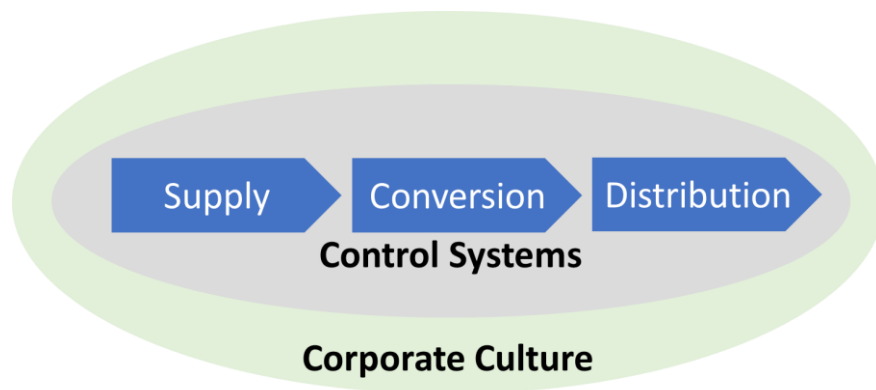 Supply
Conversion
Distribution
Control Systems
Corporate Culture